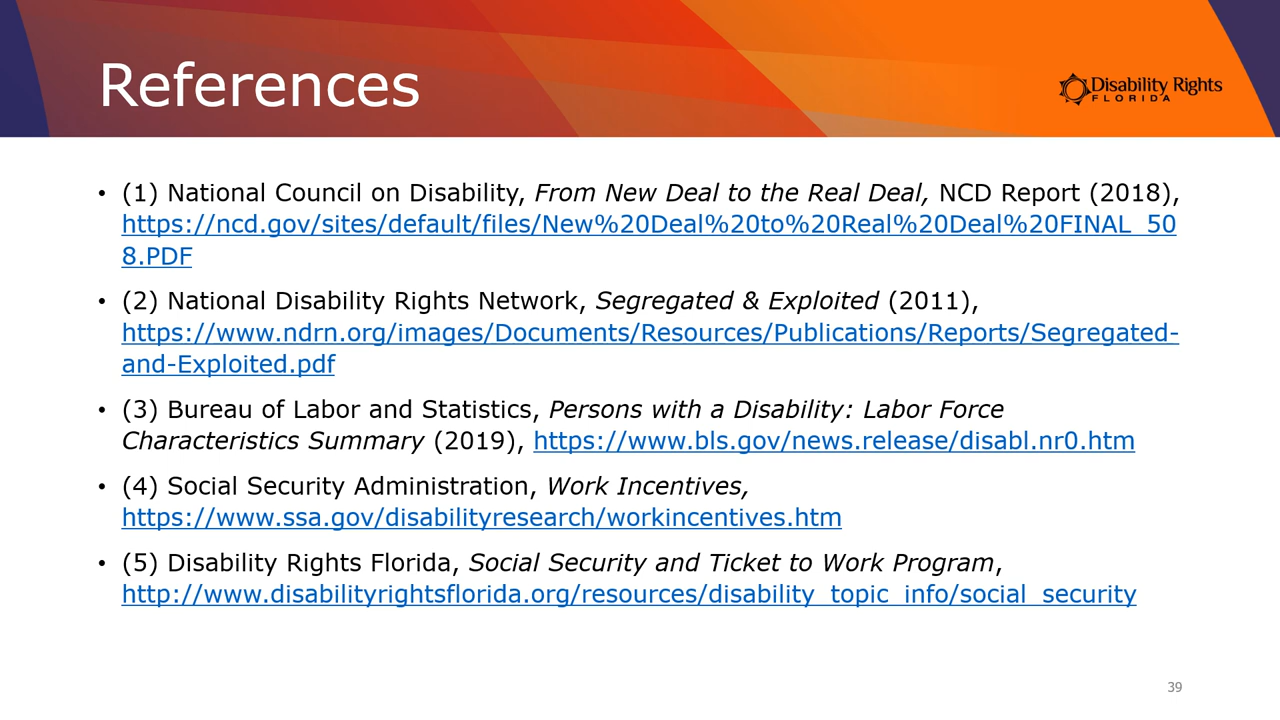 References
Disability Rights
FLORIDA
• (1) National Council on Disability, From New Deal to the Real Deal, NCD Report (2018),
https://ncd.gov/sites/default/files/New%20Deal%20to%20Real%20Deal%20FINAL_50
8.PDF
• (2) National Disability Rights Network, Segregated & Exploited (2011),
https://www.ndrn.org/images/Documents/Resources/Publications/Reports/Segregated-
and-Exploited.pdf
• (3) Bureau of Labor and Statistics, Persons with a Disability: Labor Force
Characteristics Summary (2019), https://www.bls.gov/news.release/disabl.nr0.htm
• (4) Social Security Administration, Work Incentives,
https://www.ssa.gov/disabilityresearch/workincentives.htm
• (5) Disability Rights Florida, Social Security and Ticket to Work Program,
http://www.disabilityrightsflorida.org/resources/disability_topic_info/social_security
39